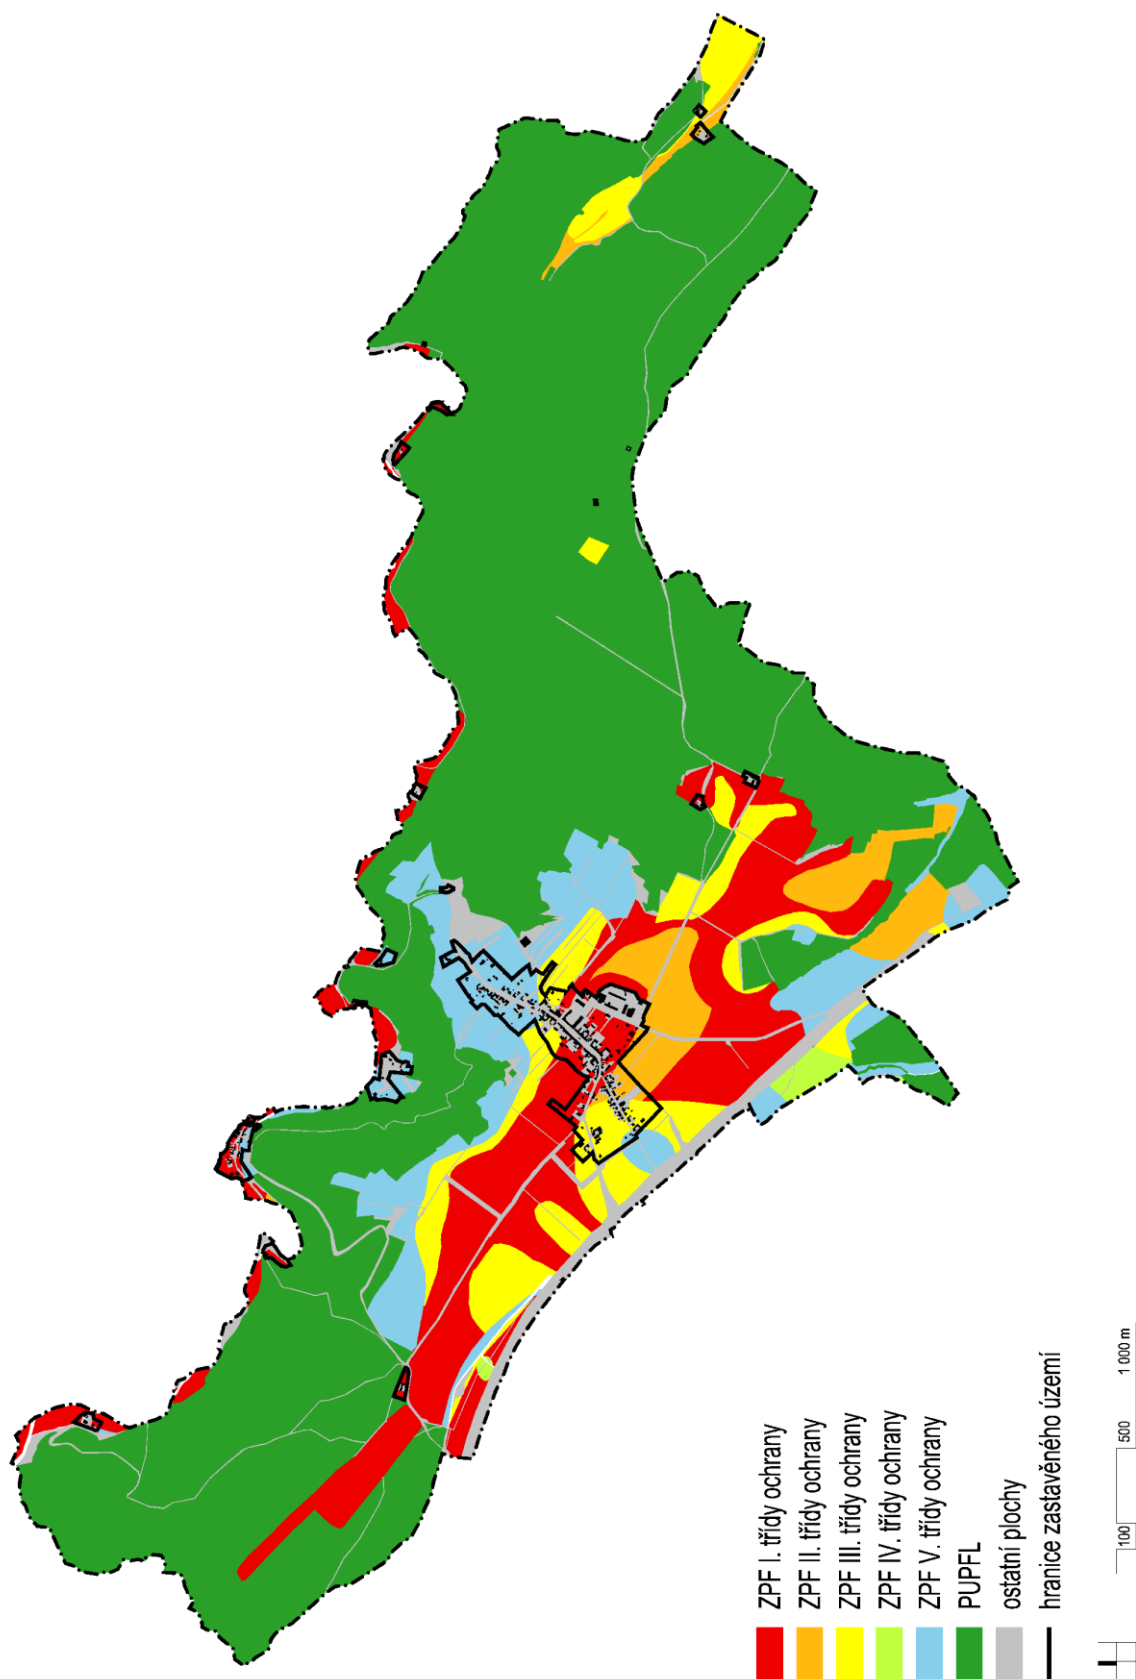 ZPF I. třídy ochrany
ZPF II. třídy ochrany
ZPF III. třídy ochrany
ZPF IV. třídy ochrany
ZPF V. třídy ochrany
PUPFL
ostatní plochy
hranice zastavěného území
100 500 1 000 m